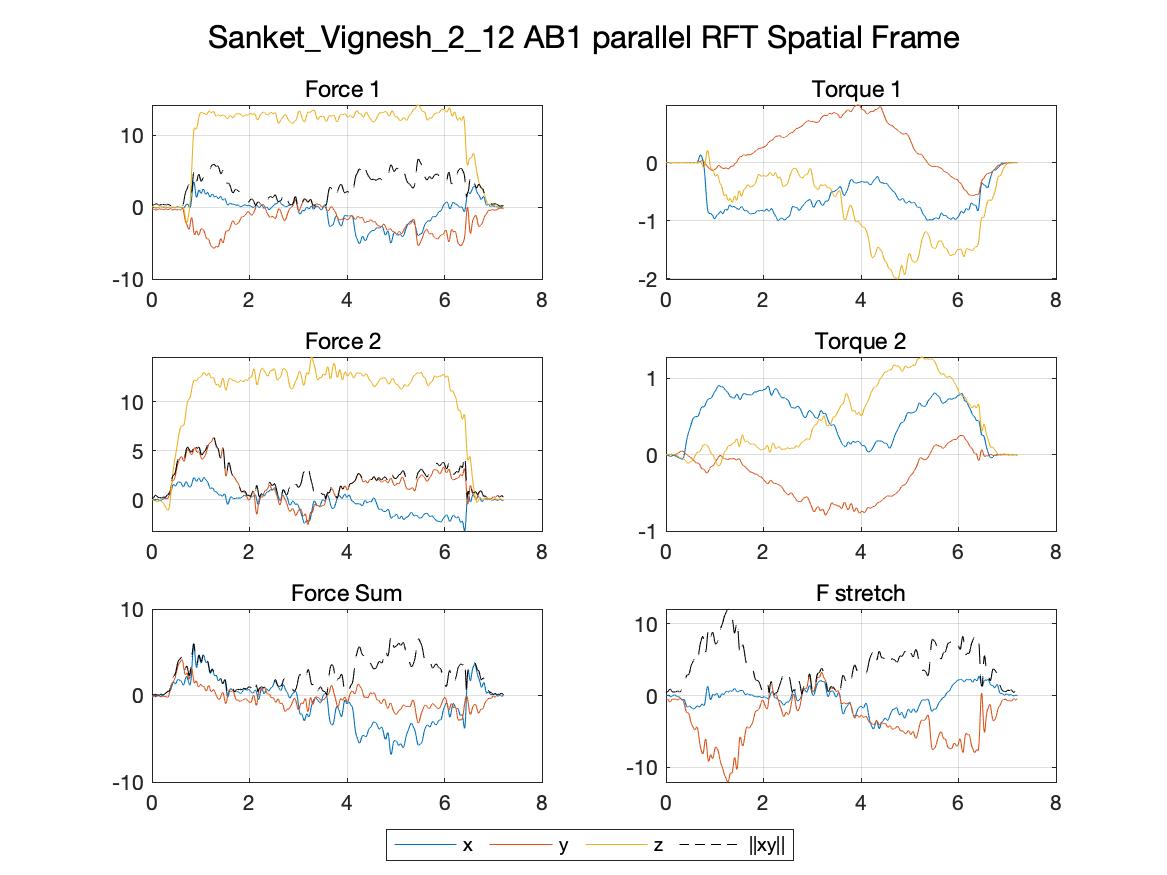 Sanket_Vignesh_2_12 AB1 parallel RFT Spatial Frame
Force 1
10
0
-10
0 2 4 6 8
Torque 1
0
-1
-2
0 2 4 6 8
Force 2
10
5
0
0 2 4 6 8
Torque 2
1
0
-1
0 2 4 6 8
Force Sum
10
0
-10
0 2 4 6 8
F stretch
10
0
-10
0 2 4 6 8
x y z ||xy||